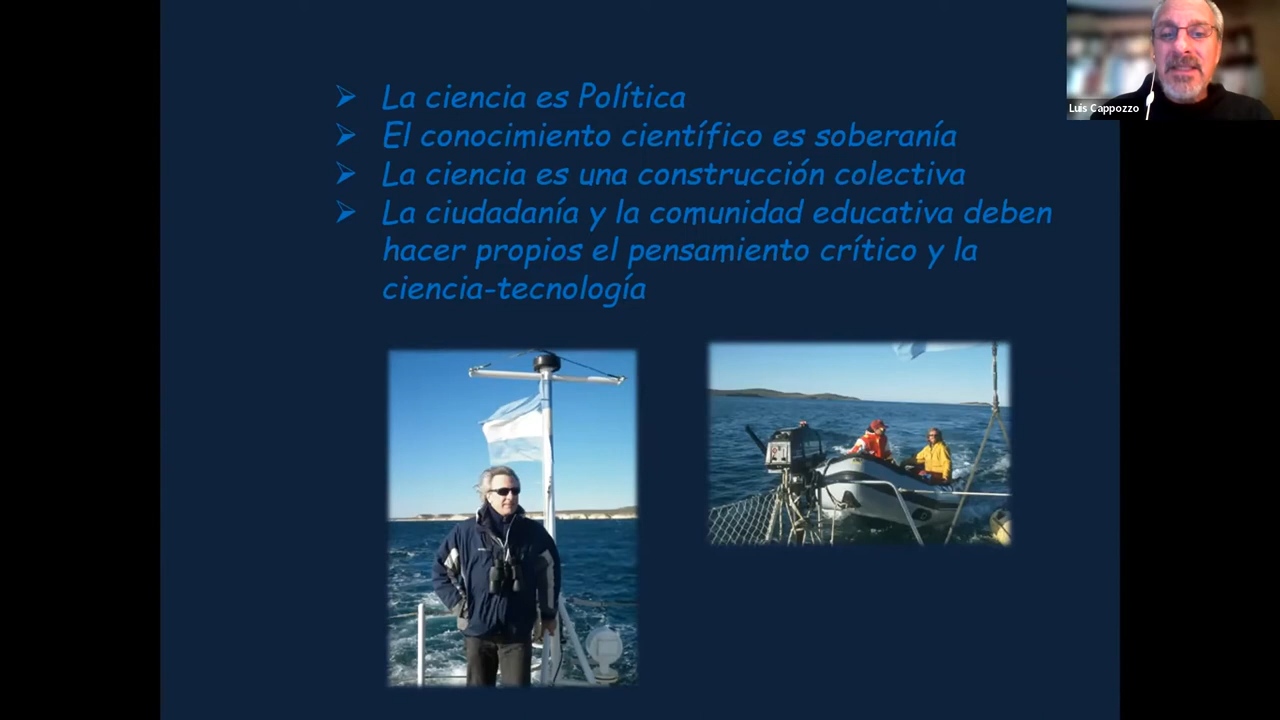 La ciencia es Política
El conocimiento científico es soberanía
La ciencia es una construcción colectiva
La ciudadanía y la comunidad educativa deben
hacer propios el pensamiento crítico y la
ciencia-tecnología
Luis Cappozzo